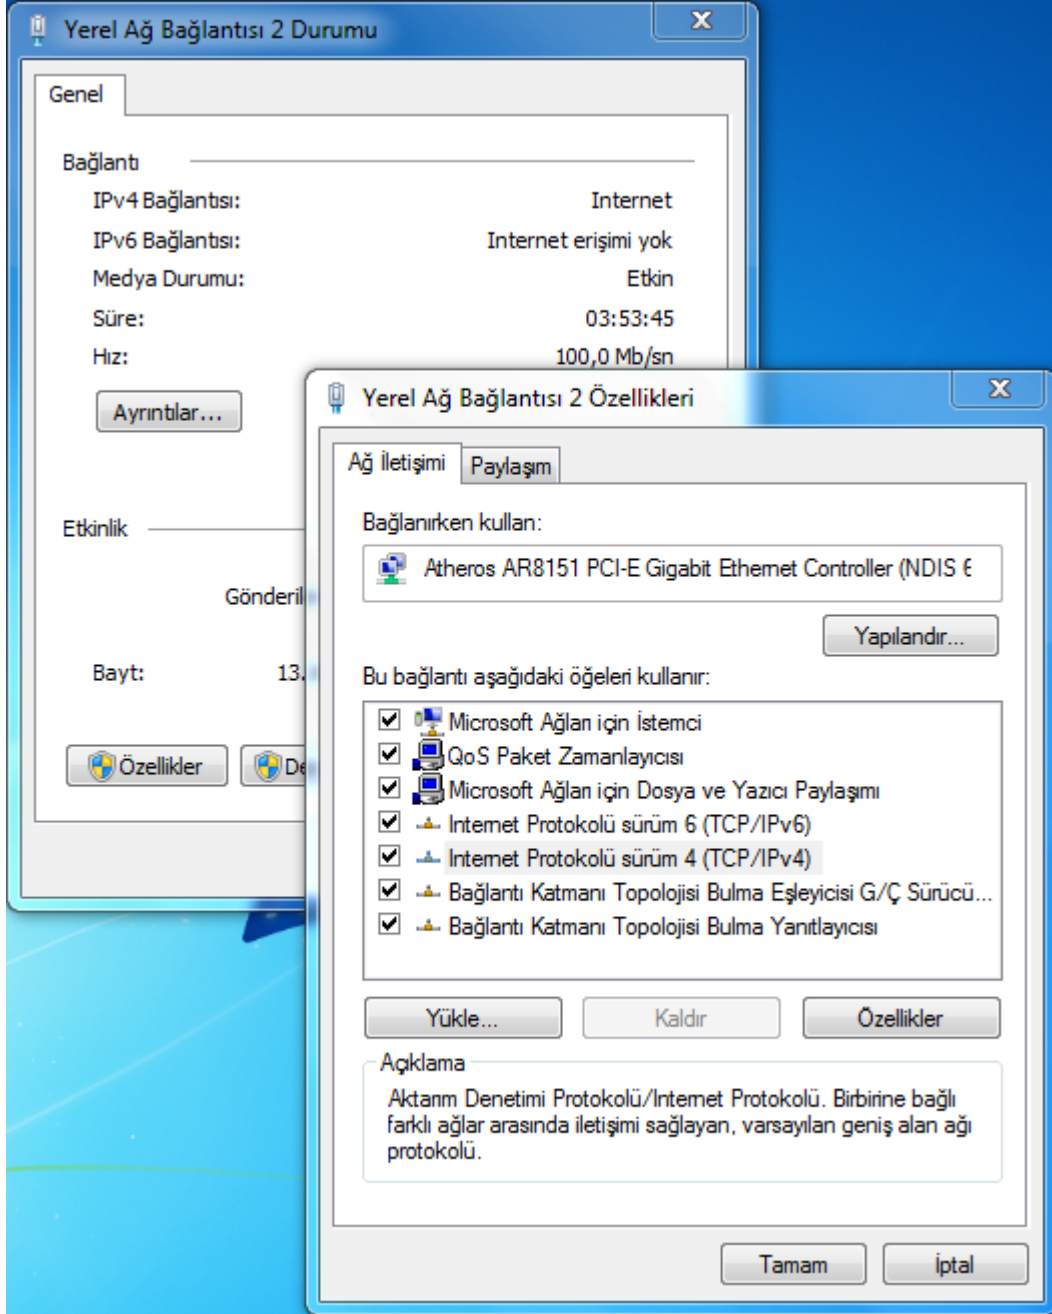 Yerel Ağ Bağlantısı 2 Durumu
Genel
Bağlantı
IPv4 Bağlantısı: Internet
IPv6 Bağlantısı: Internet erişimi yok
Medya Durumu: Etkin
Süre: 03:53:45
Hız: 100,0 Mb/sn
Ayrıntılar...
Etkinlik
Bayt: 13.
Özellikler
Yerel Ağ Bağlantısı 2 Özellikleri
Ağ İletişimi Paylaşım
Bağlanırken kullan:
Atheros AR8151 PCI-E Gigabit Ethernet Controller (NDIS 6
Yapılandır...
Bu bağlantı aşağıdaki öğeleri kullanır:
Microsoft Ağları için İstemci
QoS Paket Zamanlayıcısı
Microsoft Ağları için Dosya ve Yazıcı Paylaşımı
Internet Protokolü sürüm 6 (TCP/IPv6)
Internet Protokolü sürüm 4 (TCP/IPv4)
Bağlantı Katmanı Topolojisi Bulma Eşleyicisi G/Ç Sürücü...
Bağlantı Katmanı Topolojisi Bulma Yanıtlayıcısı
Yükle... Kaldır Özellikler
Açıklama
Aktarım Denetimi Protokolü/Internet Protokolü. Birbirine bağlı
farklı ağlar arasında iletişimi sağlayan, varsayılan geniş alan ağı
protokolü.
Tamam İptal